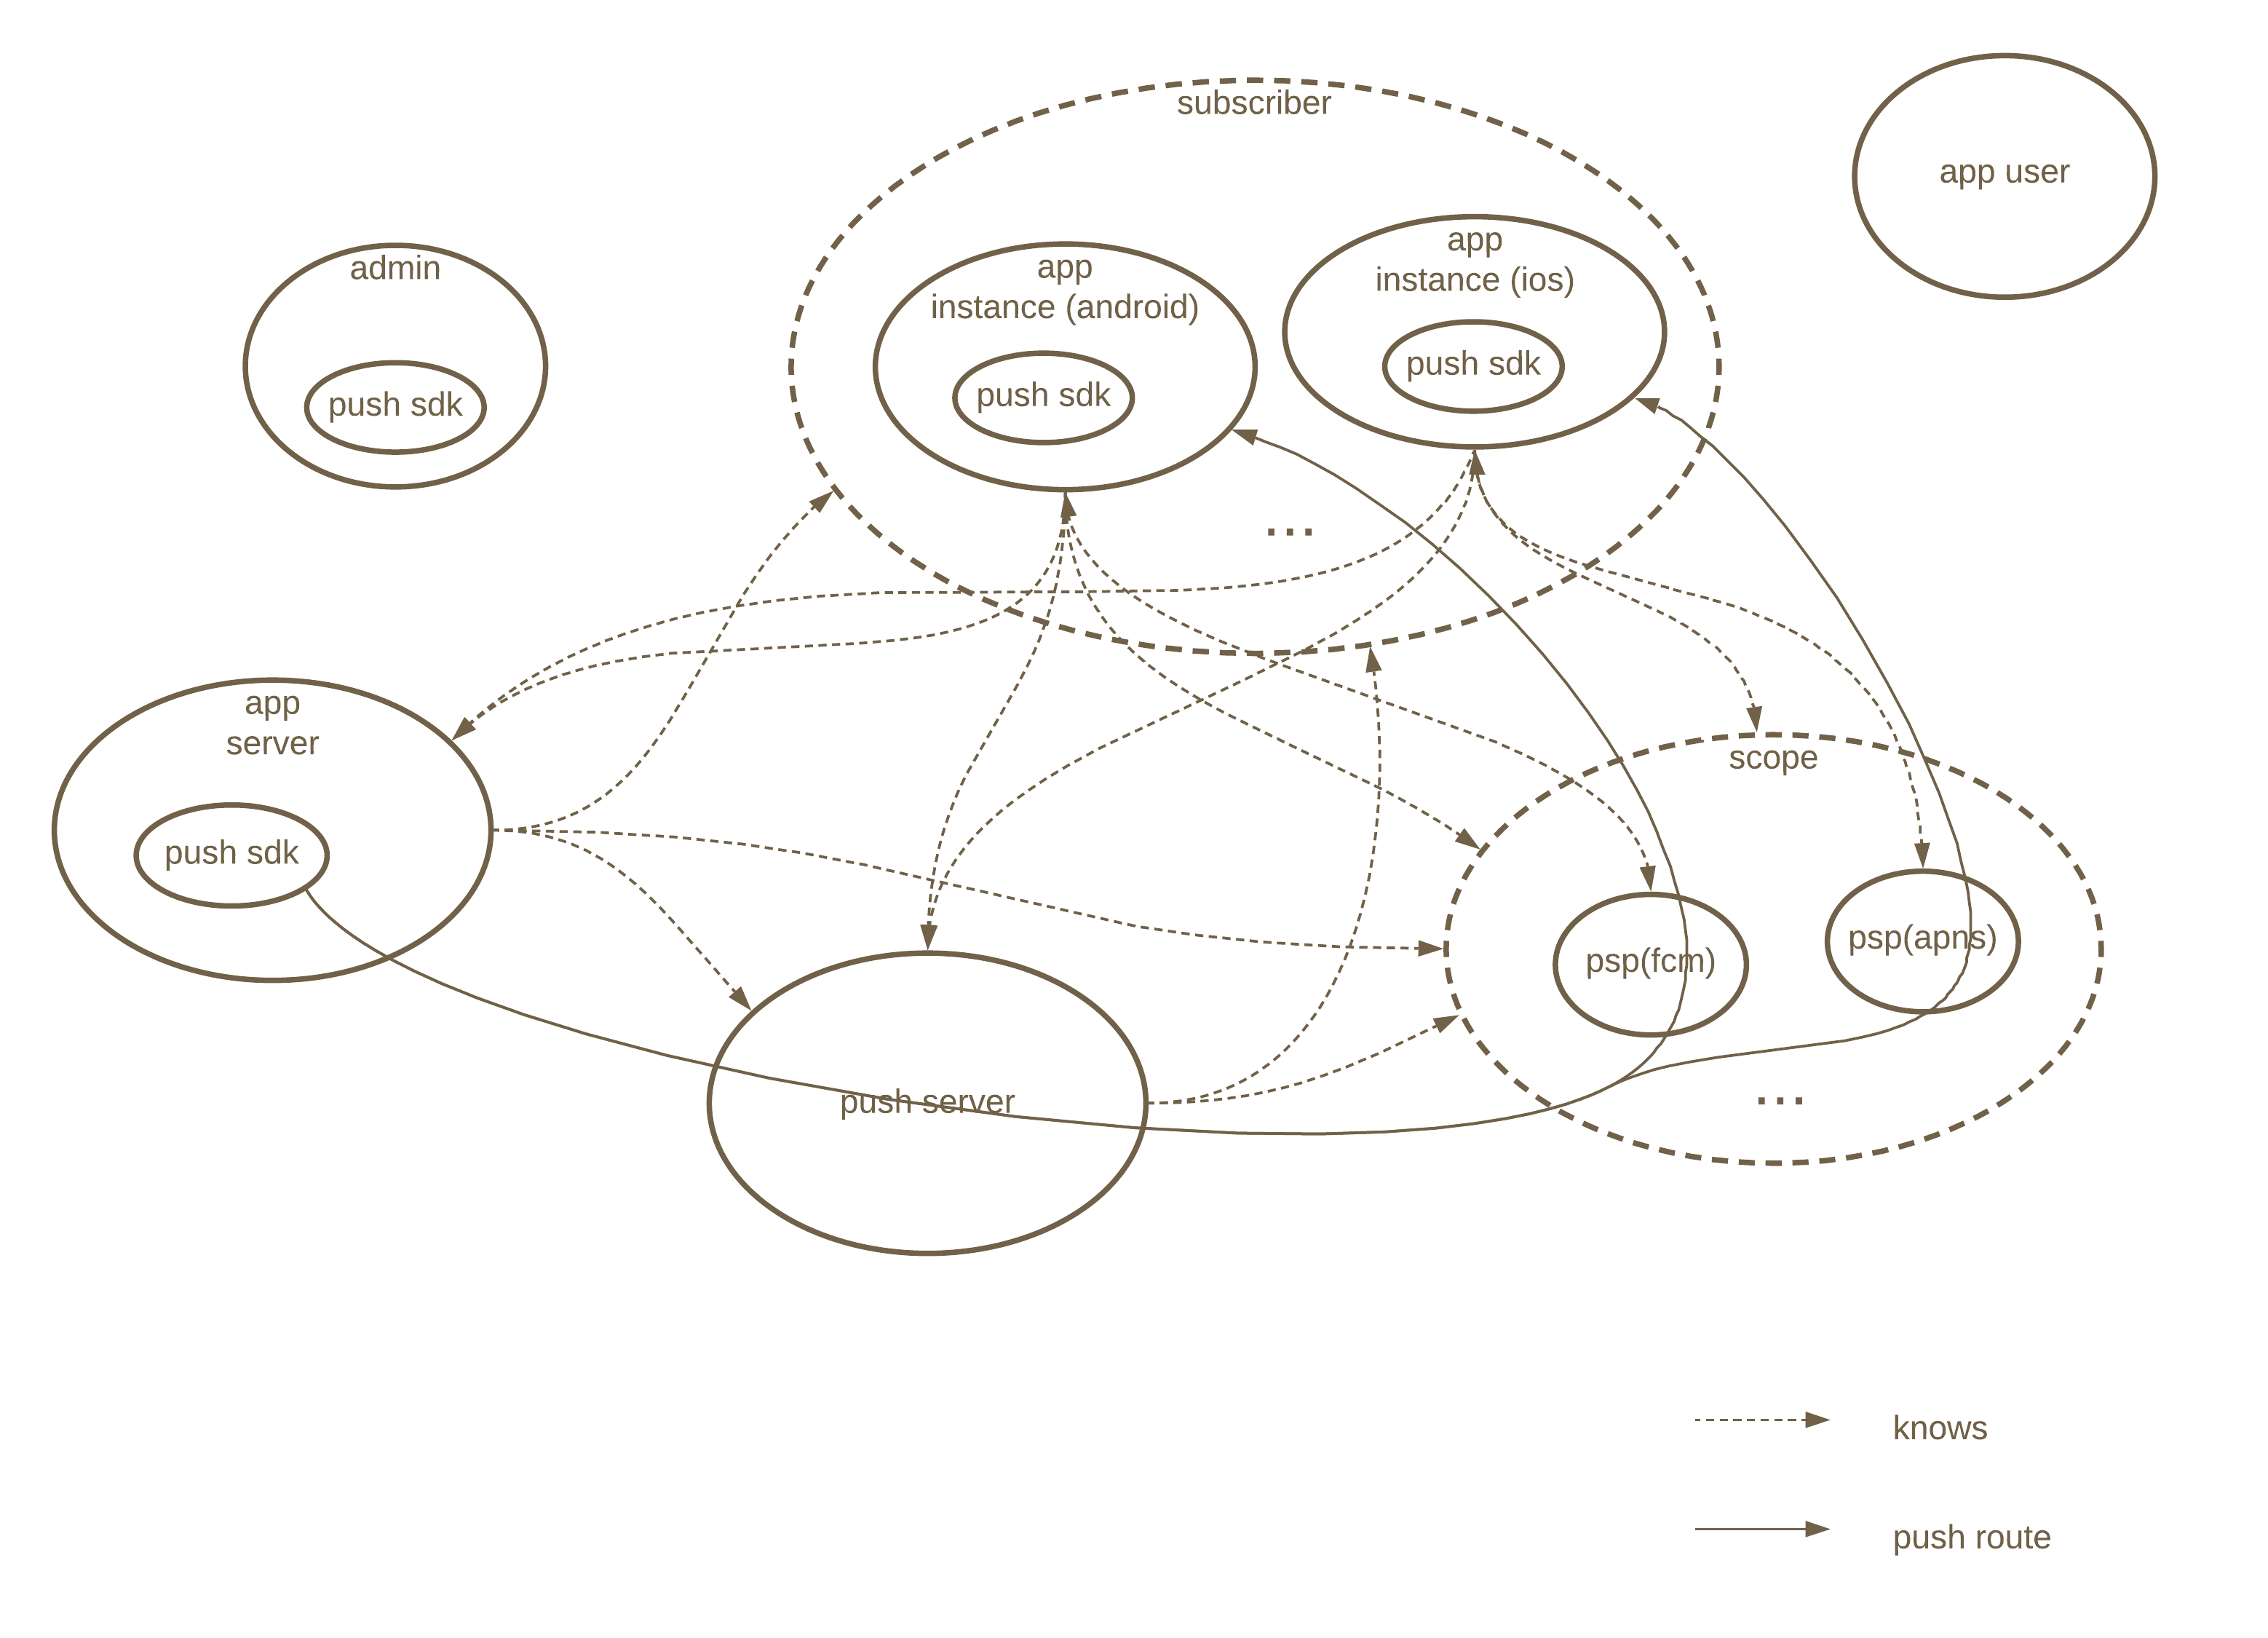 subscriber
app user
admin
push sdk
app
instance (android)
push sdk
app
instance (ios)
push sdk
...
app
server
push sdk
scope
psp(fcm)
psp(apns)
...
push server
knows
push route